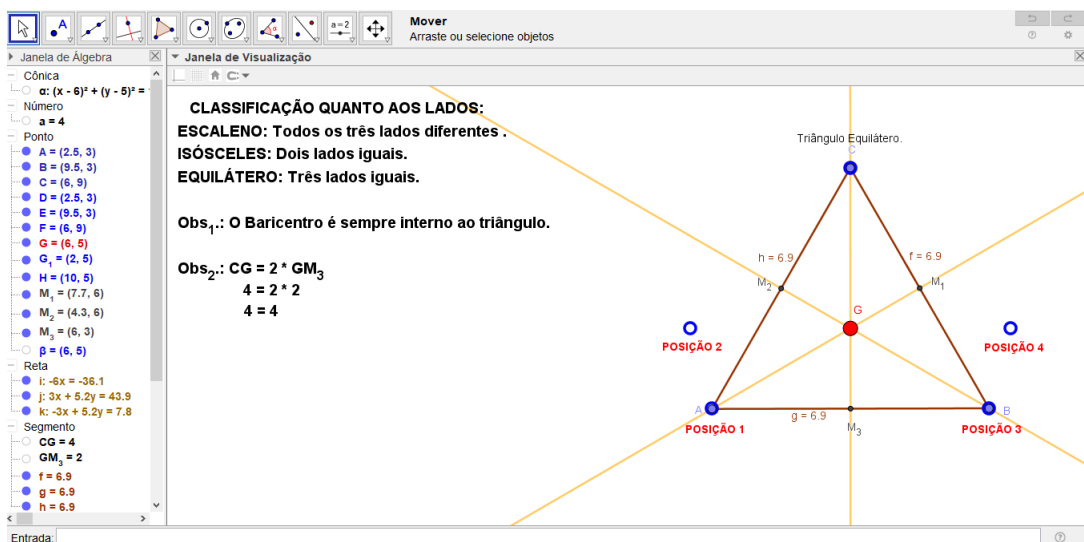 Mover
Arraste ou selecione objetos
A
α
a=2
Janela de Álgebra
Janela de Visualização
Cônica
α: (x - 6)² + (y - 5)² =
Número
a = 4
Ponto
A = (2.5, 3)
B = (9.5, 3)
C = (6, 9)
D = (2.5, 3)
E = (9.5, 3)
F = (6, 9)
G = (6, 5)
G₁ = (2, 5)
H = (10, 5)
M₁ = (7.7, 6)
M₂ = (4.3, 6)
M₃ = (6, 3)
β = (6, 5)
Reta
i: -6x = -36.1
j: 3x + 5.2y = 43.9
k: -3x + 5.2y = 7.8
Segmento
CG = 4
GM₃ = 2
f = 6.9
g = 6.9
h = 6.9
CLASSIFICAÇÃO QUANTO AOS LADOS:
ESCALENO: Todos os três lados diferentes .
ISÓSCELES: Dois lados iguais.
EQUILÁTERO: Três lados iguais.
Obs₁.: O Baricentro é sempre interno ao triângulo.
Obs₂.: CG = 2 * GM₃
4 = 2 * 2
4 = 4
Triângulo Equilátero.
C
h = 6.9
f = 6.9
M₂
M₁
G
POSIÇÃO 2
POSIÇÃO 4
A
B
g = 6.9
POSIÇÃO 1
M₃
POSIÇÃO 3
Entrada: